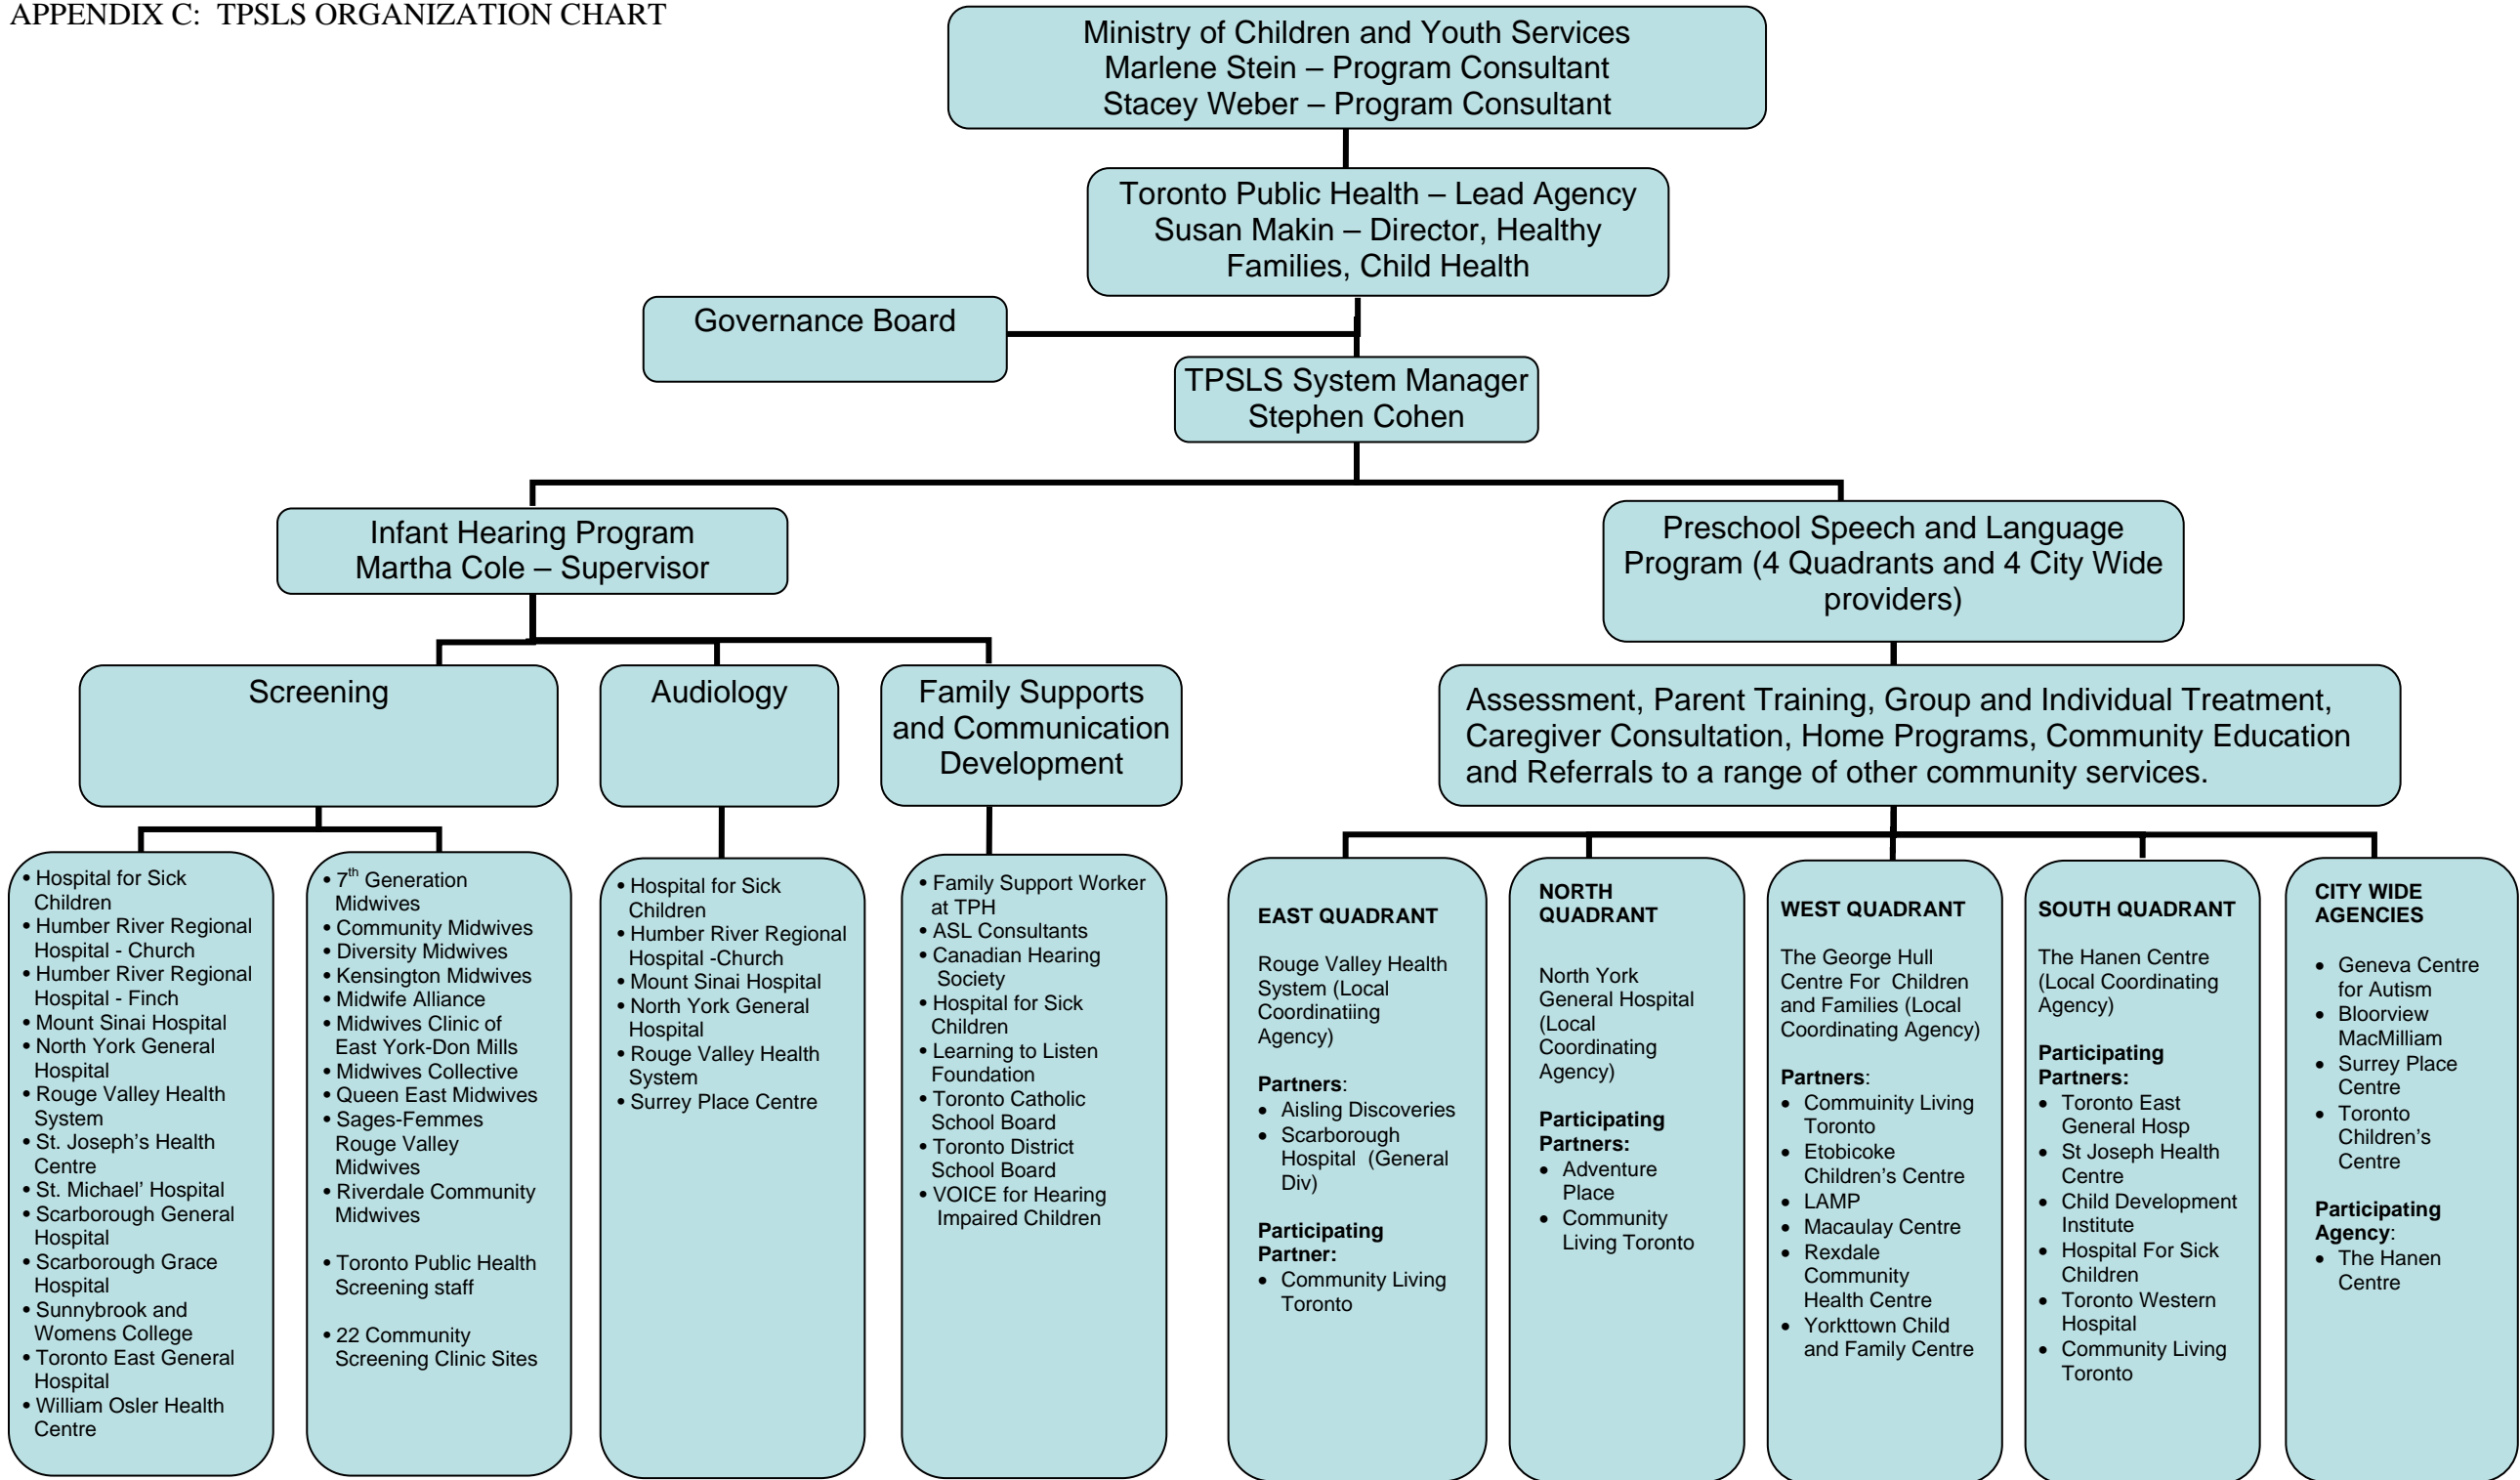 APPENDIX C: TPSLS ORGANIZATION CHART
Ministry of Children and Youth Services
Marlene Stein – Program Consultant
Stacey Weber – Program Consultant
Toronto Public Health – Lead Agency
Susan Makin – Director, Healthy
Families, Child Health
Governance Board
TPSLS System Manager
Stephen Cohen
Infant Hearing Program
Martha Cole – Supervisor
Preschool Speech and Language
Program (4 Quadrants and 4 City Wide
providers)
Screening
Audiology
Family Supports
and Communication
Development
Assessment, Parent Training, Group and Individual Treatment,
Caregiver Consultation, Home Programs, Community Education
and Referrals to a range of other community services.
• Hospital for Sick
Children
• Humber River Regional
Hospital - Church
• Humber River Regional
Hospital - Finch
• Mount Sinai Hospital
• North York General
Hospital
• Rouge Valley Health
System
• St. Joseph's Health
Centre
• St. Michael' Hospital
• Scarborough General
Hospital
• Scarborough Grace
Hospital
• Sunnybrook and
Womens College
• Toronto East General
Hospital
• William Osler Health
Centre
• 7th Generation
Midwives
• Community Midwives
• Diversity Midwives
• Kensington Midwives
• Midwife Alliance
• Midwives Clinic of
East York-Don Mills
• Midwives Collective
• Queen East Midwives
• Sages-Femmes
Rouge Valley
Midwives
• Riverdale Community
Midwives
• Toronto Public Health
Screening staff
• 22 Community
Screening Clinic Sites
• Hospital for Sick
Children
• Humber River Regional
Hospital -Church
• Mount Sinai Hospital
• North York General
Hospital
• Rouge Valley Health
System
• Surrey Place Centre
• Family Support Worker
at TPH
• ASL Consultants
• Canadian Hearing
Society
• Hospital for Sick
Children
• Learning to Listen
Foundation
• Toronto Catholic
School Board
• Toronto District
School Board
• VOICE for Hearing
Impaired Children
EAST QUADRANT
Rouge Valley Health
System (Local
Coordinatiing
Agency)
Partners:
• Aisling Discoveries
• Scarborough
Hospital (General
Div)
Participating
Partner:
• Community Living
Toronto
NORTH
QUADRANT
North York
General Hospital
(Local
Coordinating
Agency)
Participating
Partners:
• Adventure
Place
• Community
Living Toronto
WEST QUADRANT
The George Hull
Centre For Children
and Families (Local
Coordinating Agency)
Partners:
• Commuinity Living
Toronto
• Etobicoke
Children's Centre
• LAMP
• Macaulay Centre
• Rexdale
Community
Health Centre
• Yorkttown Child
and Family Centre
SOUTH QUADRANT
The Hanen Centre
(Local Coordinating
Agency)
Participating
Partners:
• Toronto East
General Hosp
• St Joseph Health
Centre
• Child Development
Institute
• Hospital For Sick
Children
• Toronto Western
Hospital
• Community Living
Toronto
CITY WIDE
AGENCIES
• Geneva Centre
for Autism
• Bloorview
MacMilliam
• Surrey Place
Centre
• Toronto
Children's
Centre
Participating
Agency:
• The Hanen
Centre